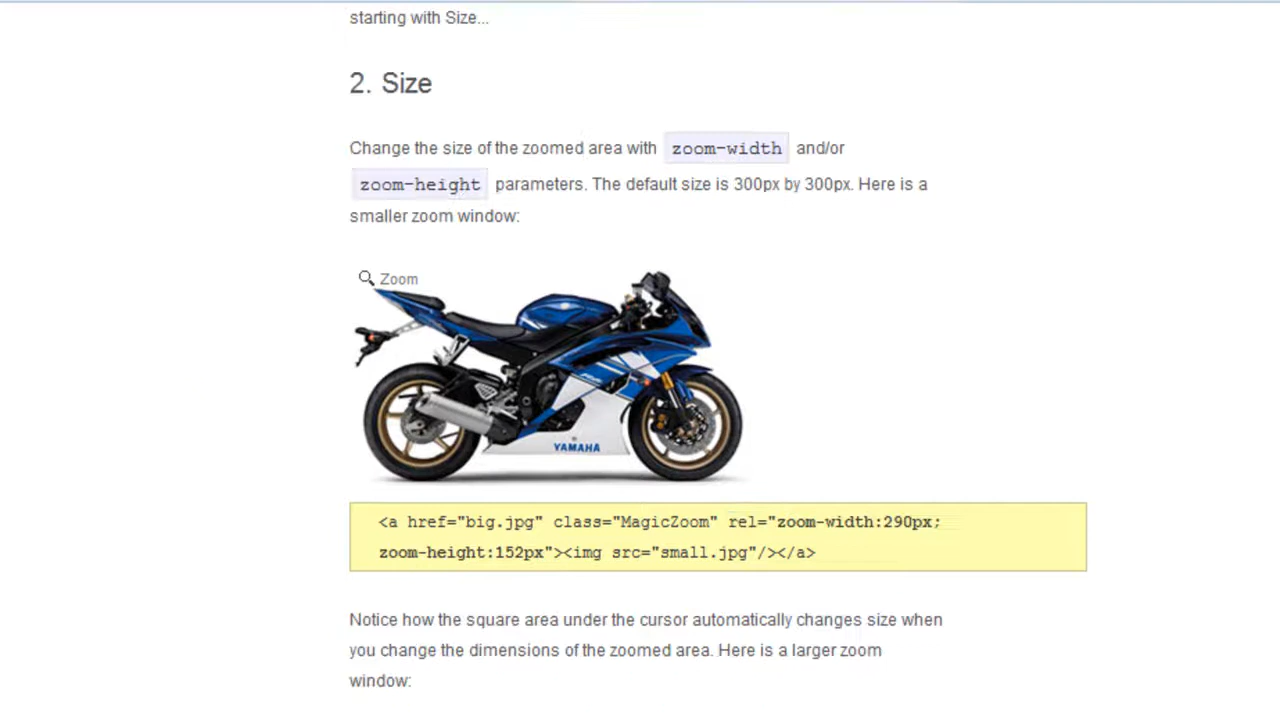 starting with Size...
2. Size
Change the size of the zoomed area with zoom-width and/or
zoom-height parameters. The default size is 300px by 300px. Here is a
smaller zoom window:
Zoom
YAMAHA
<a href="big.jpg" class="MagicZoom" rel="zoom-width:290px;
zoom-height:152px"><img src="small.jpg"/></a>
Notice how the square area under the cursor automatically changes size when
you change the dimensions of the zoomed area. Here is a larger zoom
window: